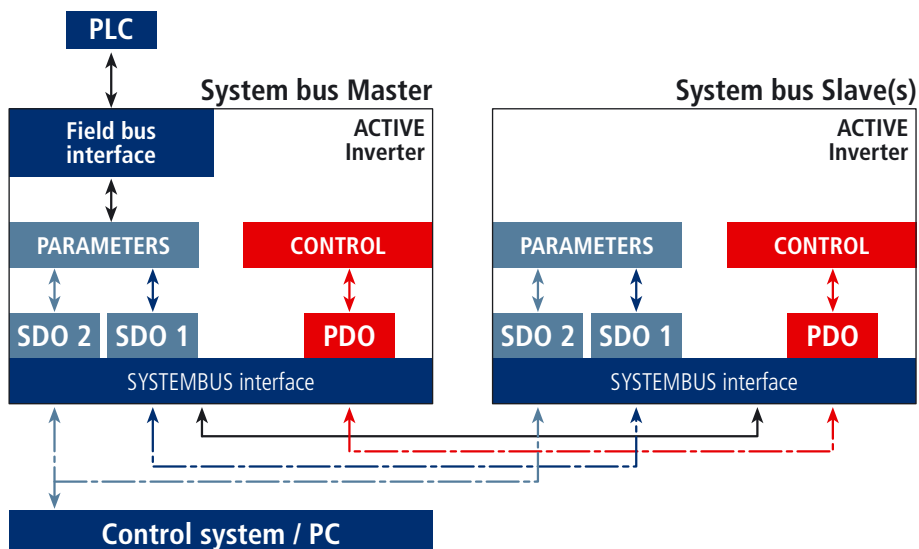 PLC
System bus Master
Field bus
interface
ACTIVE
Inverter
PARAMETERS
CONTROL
SDO 2
SDO 1
PDO
SYSTEMBUS interface
System bus Slave(s)
ACTIVE
Inverter
PARAMETERS
CONTROL
SDO 2
SDO 1
PDO
SYSTEMBUS interface
Control system / PC